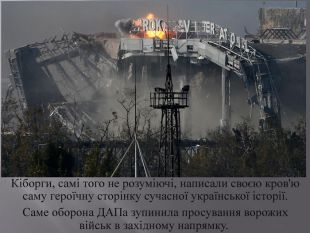 Кіборги, самі того не розуміючі, написали своєю кров'ю
саму героїчну сторінку сучасної української історії.
Саме оборона ДАПа зупинила просування ворожих
військ в західному напрямку.